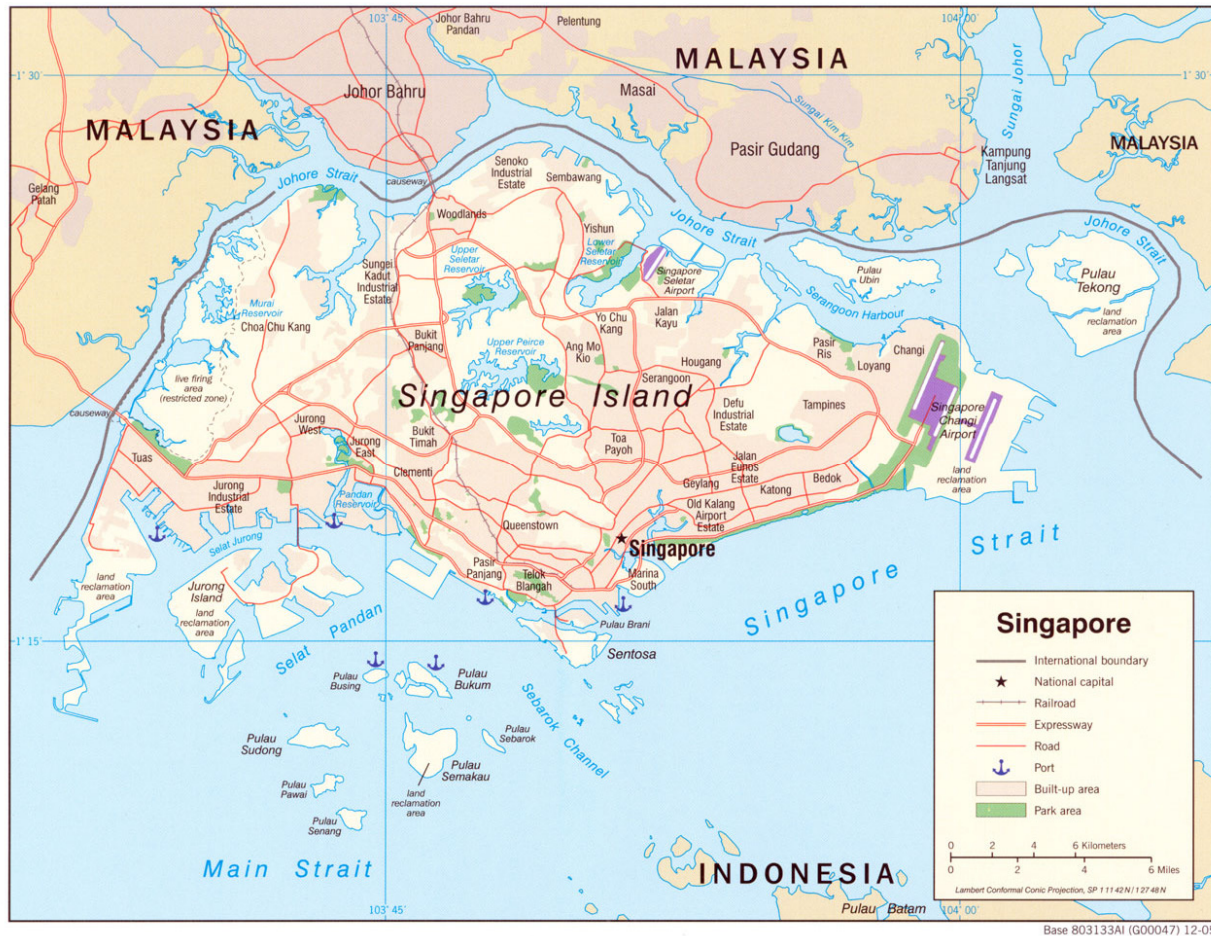 103° 45'
104° 00'
Johor Bahru
Pandan
Pelentung
MALAYSIA
Sungai Johor
1° 30'
1° 30'
Johor Bahru
Masai
Sungai Kim Kim
MALAYSIA
Pasir Gudang
MALAYSIA
Kampung
Tanjung
Langsat
Gelang
Patah
Johore Strait
causeway
Senoko
Industrial
Estate
Sembawang
Woodlands
Yishun
Johore Strait
Johore Strait
Upper
Seletar
Reservoir
Lower
Seletar
Reservoir
Sungei
Kadut
Industrial
Estate
Singapore
Seletar
Airport
Pulau
Ubin
Pulau
Tekong
Serangoon Harbour
land
reclamation
area
Murai
Reservoir
Choa Chu Kang
Yo Chu
Kang
Jalan
Kayu
Bukit
Panjang
Upper Peirce
Reservoir
Ang Mo
Kio
Hougang
Pasir
Ris
Changi
Loyang
Serangoon
live firing
area
(restricted zone)
Singapore Island
Defu
Industrial
Estate
Tampines
Singapore
Changi
Airport
causeway
Jurong
West
Bukit
Timah
Toa
Payoh
Jurong
East
Tuas
Clementi
Jalan
Eunos
Estate
Geylang
Katong
Bedok
land
reclamation
area
Jurong
Industrial
Estate
Pandan
Reservoir
Old Kalang
Airport
Estate
Queenstown
Selat Jurong
Singapore
Singapore Strait
Pasir
Panjang
Telok
Blangah
Marina
South
land
reclamation
area
Jurong
Island
land
reclamation
area
Selat Pandan
Pulau Brani
1° 15'
Sentosa
Pulau
Busing
Pulau
Bukum
Sebarok Channel
Pulau
Sebarok
Pulau
Sudong
Pulau
Semakau
Pulau
Pawai
land
reclamation
area
Pulau
Senang
Main Strait
INDONESIA
Pulau Batam
103° 45'
104° 00'
Singapore
International boundary
National capital
Railroad
Expressway
Road
Port
Built-up area
Park area
0 2 4 6 Kilometers
0 2 4 6 Miles
Lambert Conformal Conic Projection, SP 1 11 42 N / 1 27 48 N
Base 803133AI (G00047) 12-05